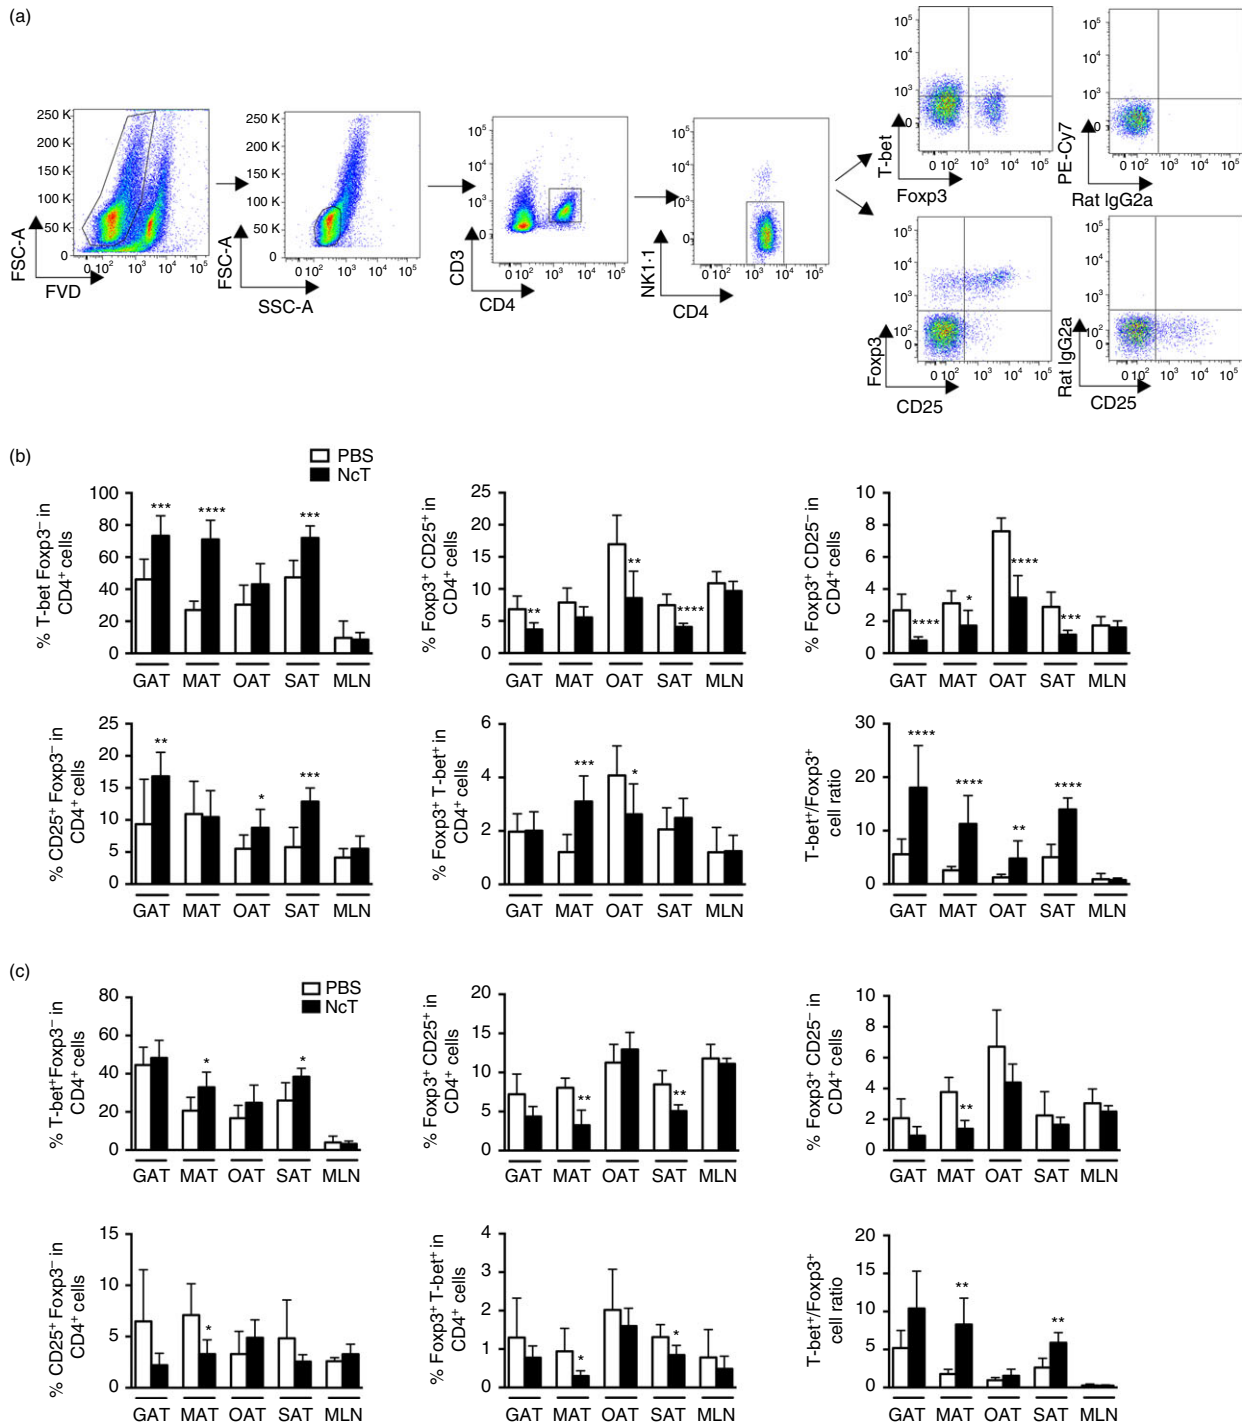 (a)
250 K
200 K
150 K
100 K
50 K
0
0 10² 10³ 10⁴ 10⁵
FSC-A
FVD
250 K
200 K
150 K
100 K
50 K
0
0 10² 10³ 10⁴ 10⁵
FSC-A
SSC-A
10⁵
10⁴
10³
0
0 10² 10³ 10⁴ 10⁵
CD3
CD4
10⁵
10⁴
10³
0
0 10² 10³ 10⁴ 10⁵
NK1·1
CD4
10⁵
10⁴
10³
0
0 10² 10³ 10⁴ 10⁵
T-bet
Foxp3
10⁵
10⁴
10³
0
0 10² 10³ 10⁴ 10⁵
PE-Cy7
Rat IgG2a
10⁵
10⁴
10³
10²
0
0 10² 10³ 10⁴ 10⁵
Foxp3
CD25
10⁵
10⁴
10³
10²
0
0 10² 10³ 10⁴ 10⁵
Rat IgG2a
CD25
(b)
PBS
NcT
% T-bet Foxp3⁻ in
CD4⁺ cells
100
80
60
40
20
0
*** **** ***
GAT MAT OAT SAT MLN
% Foxp3⁺ CD25⁺ in
CD4⁺ cells
25
20
15
10
5
0
** ** ****
GAT MAT OAT SAT MLN
% Foxp3⁺ CD25⁻ in
CD4⁺ cells
10
8
6
4
2
0
**** * **** ***
GAT MAT OAT SAT MLN
% CD25⁺ Foxp3⁻ in
CD4⁺ cells
25
20
15
10
5
0
** * ***
GAT MAT OAT SAT MLN
% Foxp3⁺ T-bet⁺ in
CD4⁺ cells
6
4
2
0
*** *
GAT MAT OAT SAT MLN
T-bet⁺/Foxp3⁺
cell ratio
30
20
10
0
**** **** ** ****
GAT MAT OAT SAT MLN
(c)
PBS
NcT
% T-bet⁺Foxp3⁻ in
CD4⁺ cells
80
60
40
20
0
* *
GAT MAT OAT SAT MLN
% Foxp3⁺ CD25⁺ in
CD4⁺ cells
20
15
10
5
0
** **
GAT MAT OAT SAT MLN
% Foxp3⁺ CD25⁻ in
CD4⁺ cells
10
8
6
4
2
0
**
GAT MAT OAT SAT MLN
% CD25⁺ Foxp3⁻ in
CD4⁺ cells
15
10
5
0
*
GAT MAT OAT SAT MLN
% Foxp3⁺ T-bet⁺ in
CD4⁺ cells
4
3
2
1
0
* *
GAT MAT OAT SAT MLN
T-bet⁺/Foxp3⁺
cell ratio
20
15
10
5
0
** **
GAT MAT OAT SAT MLN